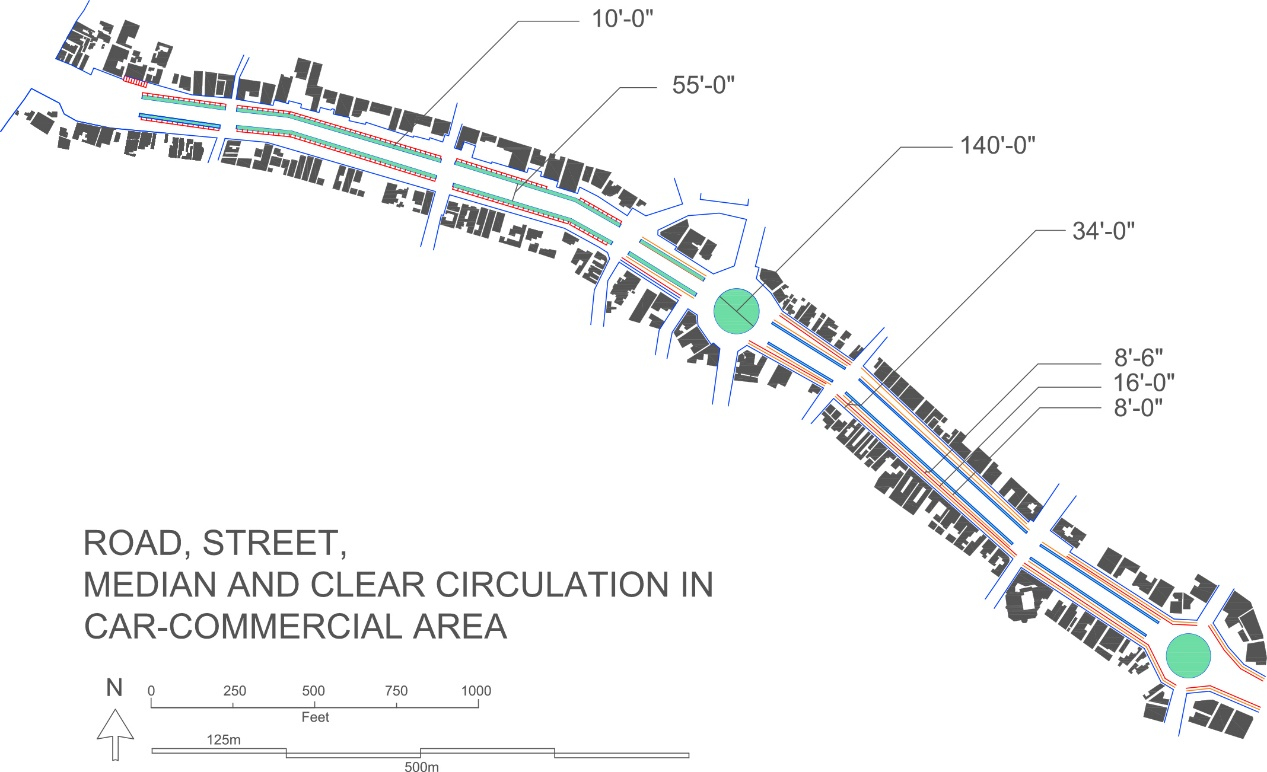 10'-0"
55'-0"
140'-0"
34'-0"
8'-6"
16'-0"
8'-0"
ROAD, STREET,
MEDIAN AND CLEAR CIRCULATION IN
CAR-COMMERCIAL AREA
N
0 250 500 750 1000
Feet
125m
500m